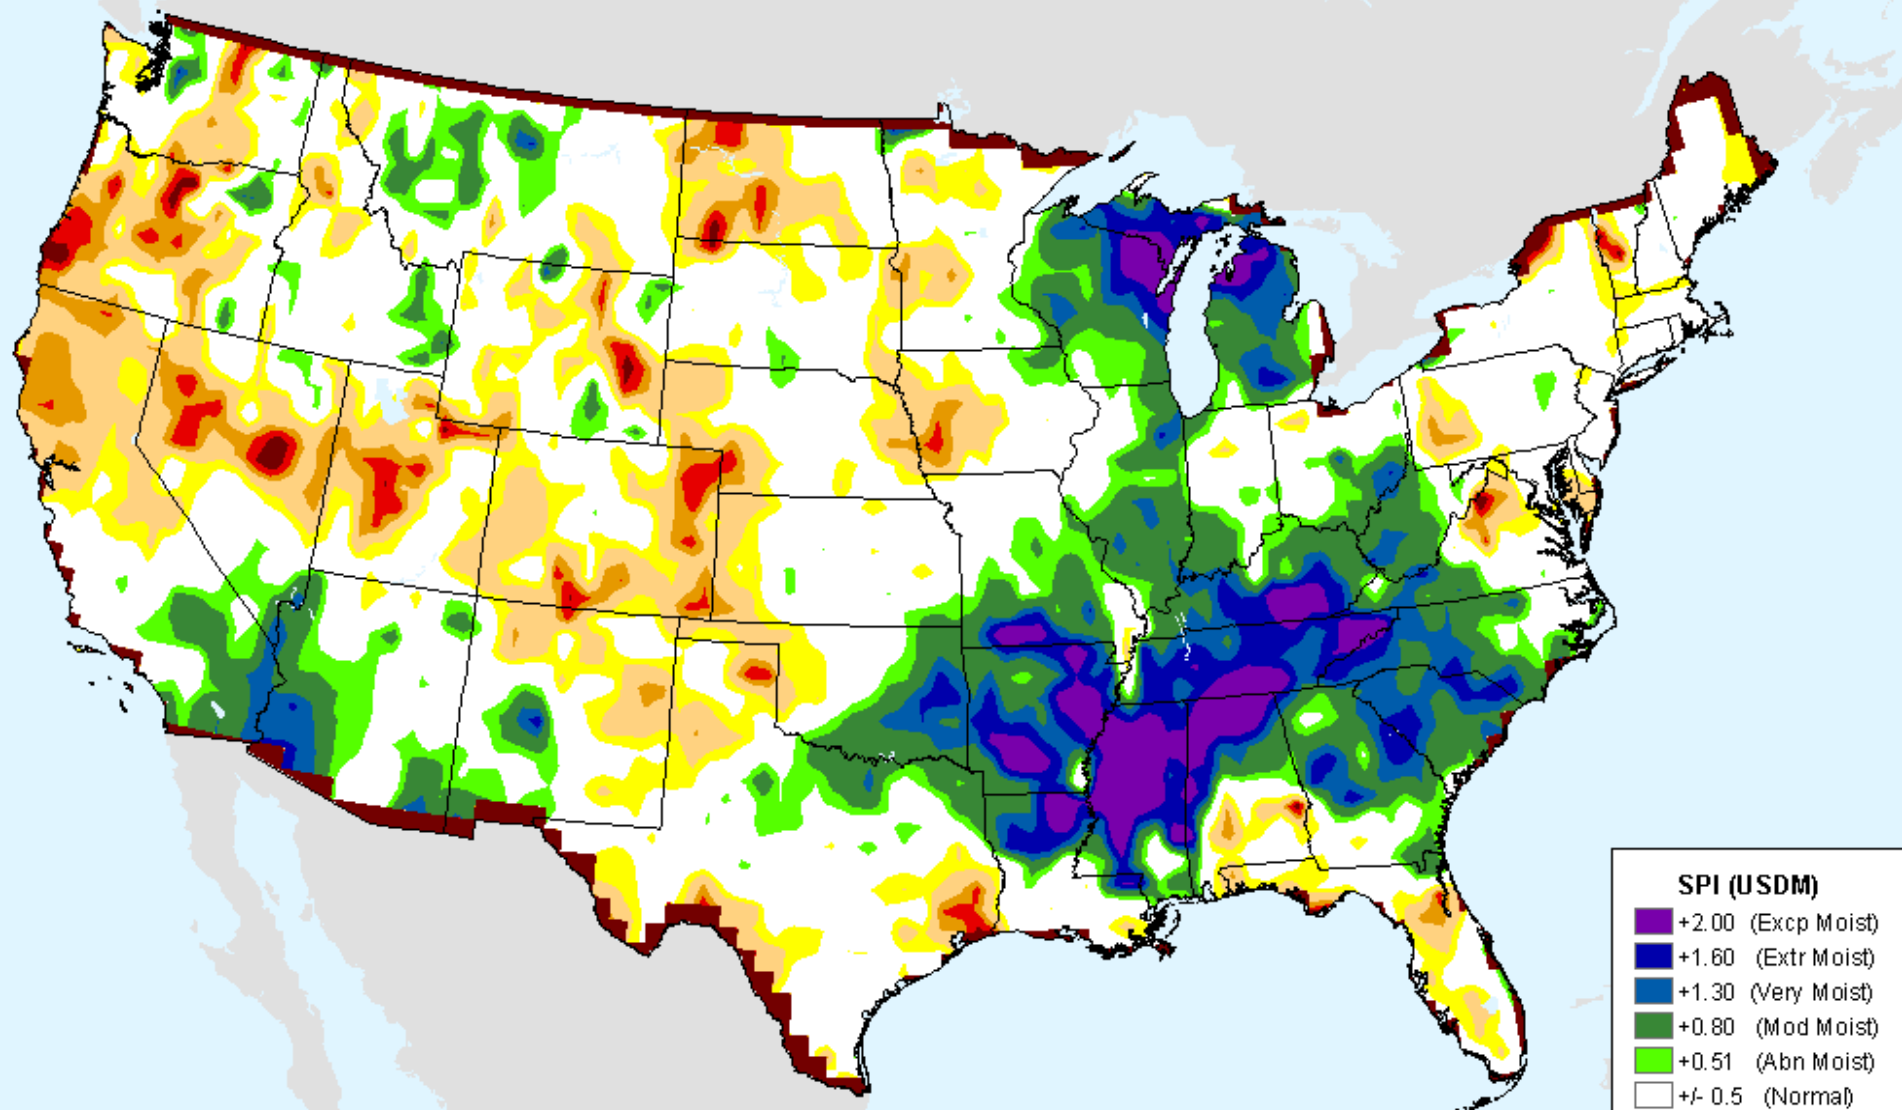 SPI (USDM)
+2.00 (Excp Moist)
+1.60 (Extr Moist)
+1.30 (Very Moist)
+0.80 (Mod Moist)
+0.51 (Abn Moist)
+/- 0.5 (Normal)